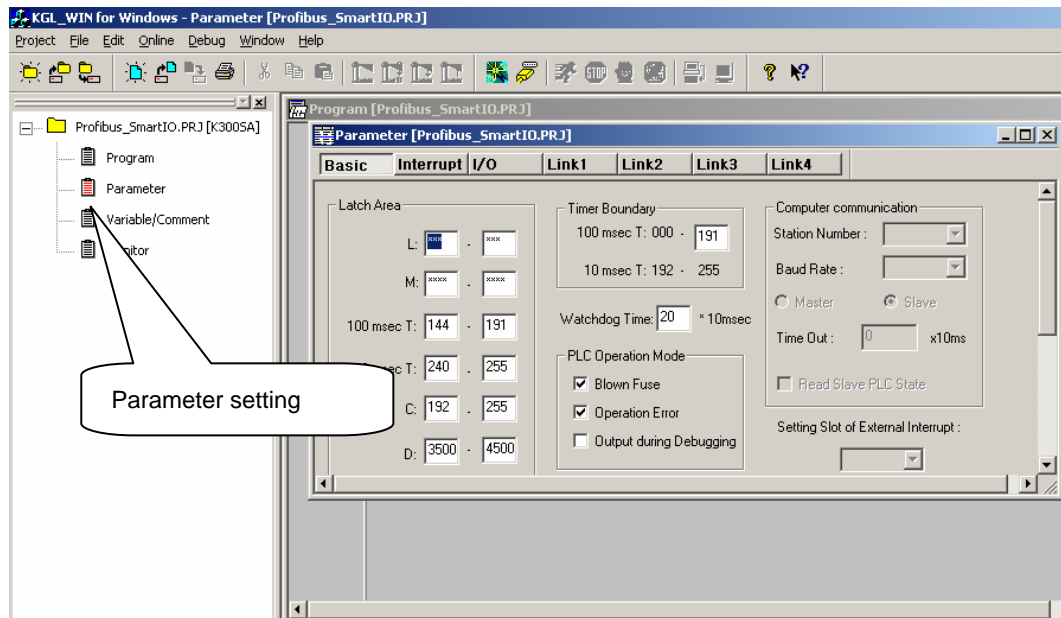 KGL_WIN for Windows - Parameter [Profibus_SmartIO.PRJ]
Project File Edit Online Debug Window Help
Profibus_SmartIO.PRJ [K300SA]
Program
Parameter
Variable/Comment
Parameter setting
Program [Profibus_SmartIO.PRJ]
Parameter [Profibus_SmartIO.PRJ]
Basic Interrupt I/O Link1 Link2 Link3 Link4
Latch Area
L: *** - ***
M: **** - ****
100 msec T: 144 - 191
sec T: 240 - 255
C: 192 - 255
D: 3500 - 4500
Timer Boundary
100 msec T: 000 - 191
10 msec T: 192 - 255
Watchdog Time: 20 * 10msec
PLC Operation Mode
Blown Fuse
Operation Error
Output during Debugging
Computer communication
Station Number :
Baud Rate :
Master Slave
Time Out : 0 x10ms
Read Slave PLC State
Setting Slot of External Interrupt :